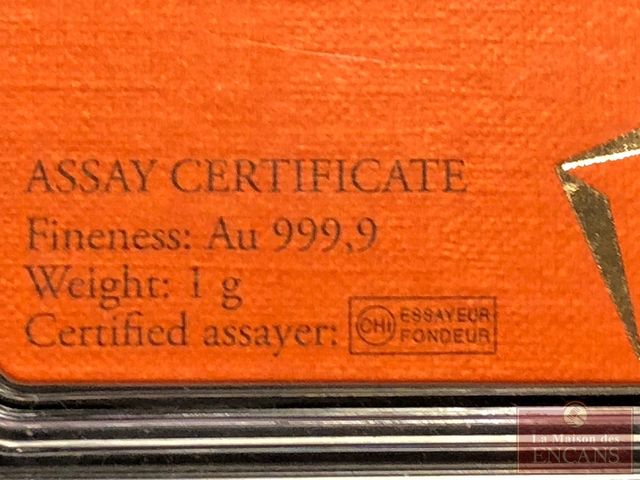 ASSAY CERTIFICATE
Fineness: Au 999,9
Weight: 1 g
Certified assayer: CHI ESSAYEUR
FONDEUR
La Maison des
ENCANS